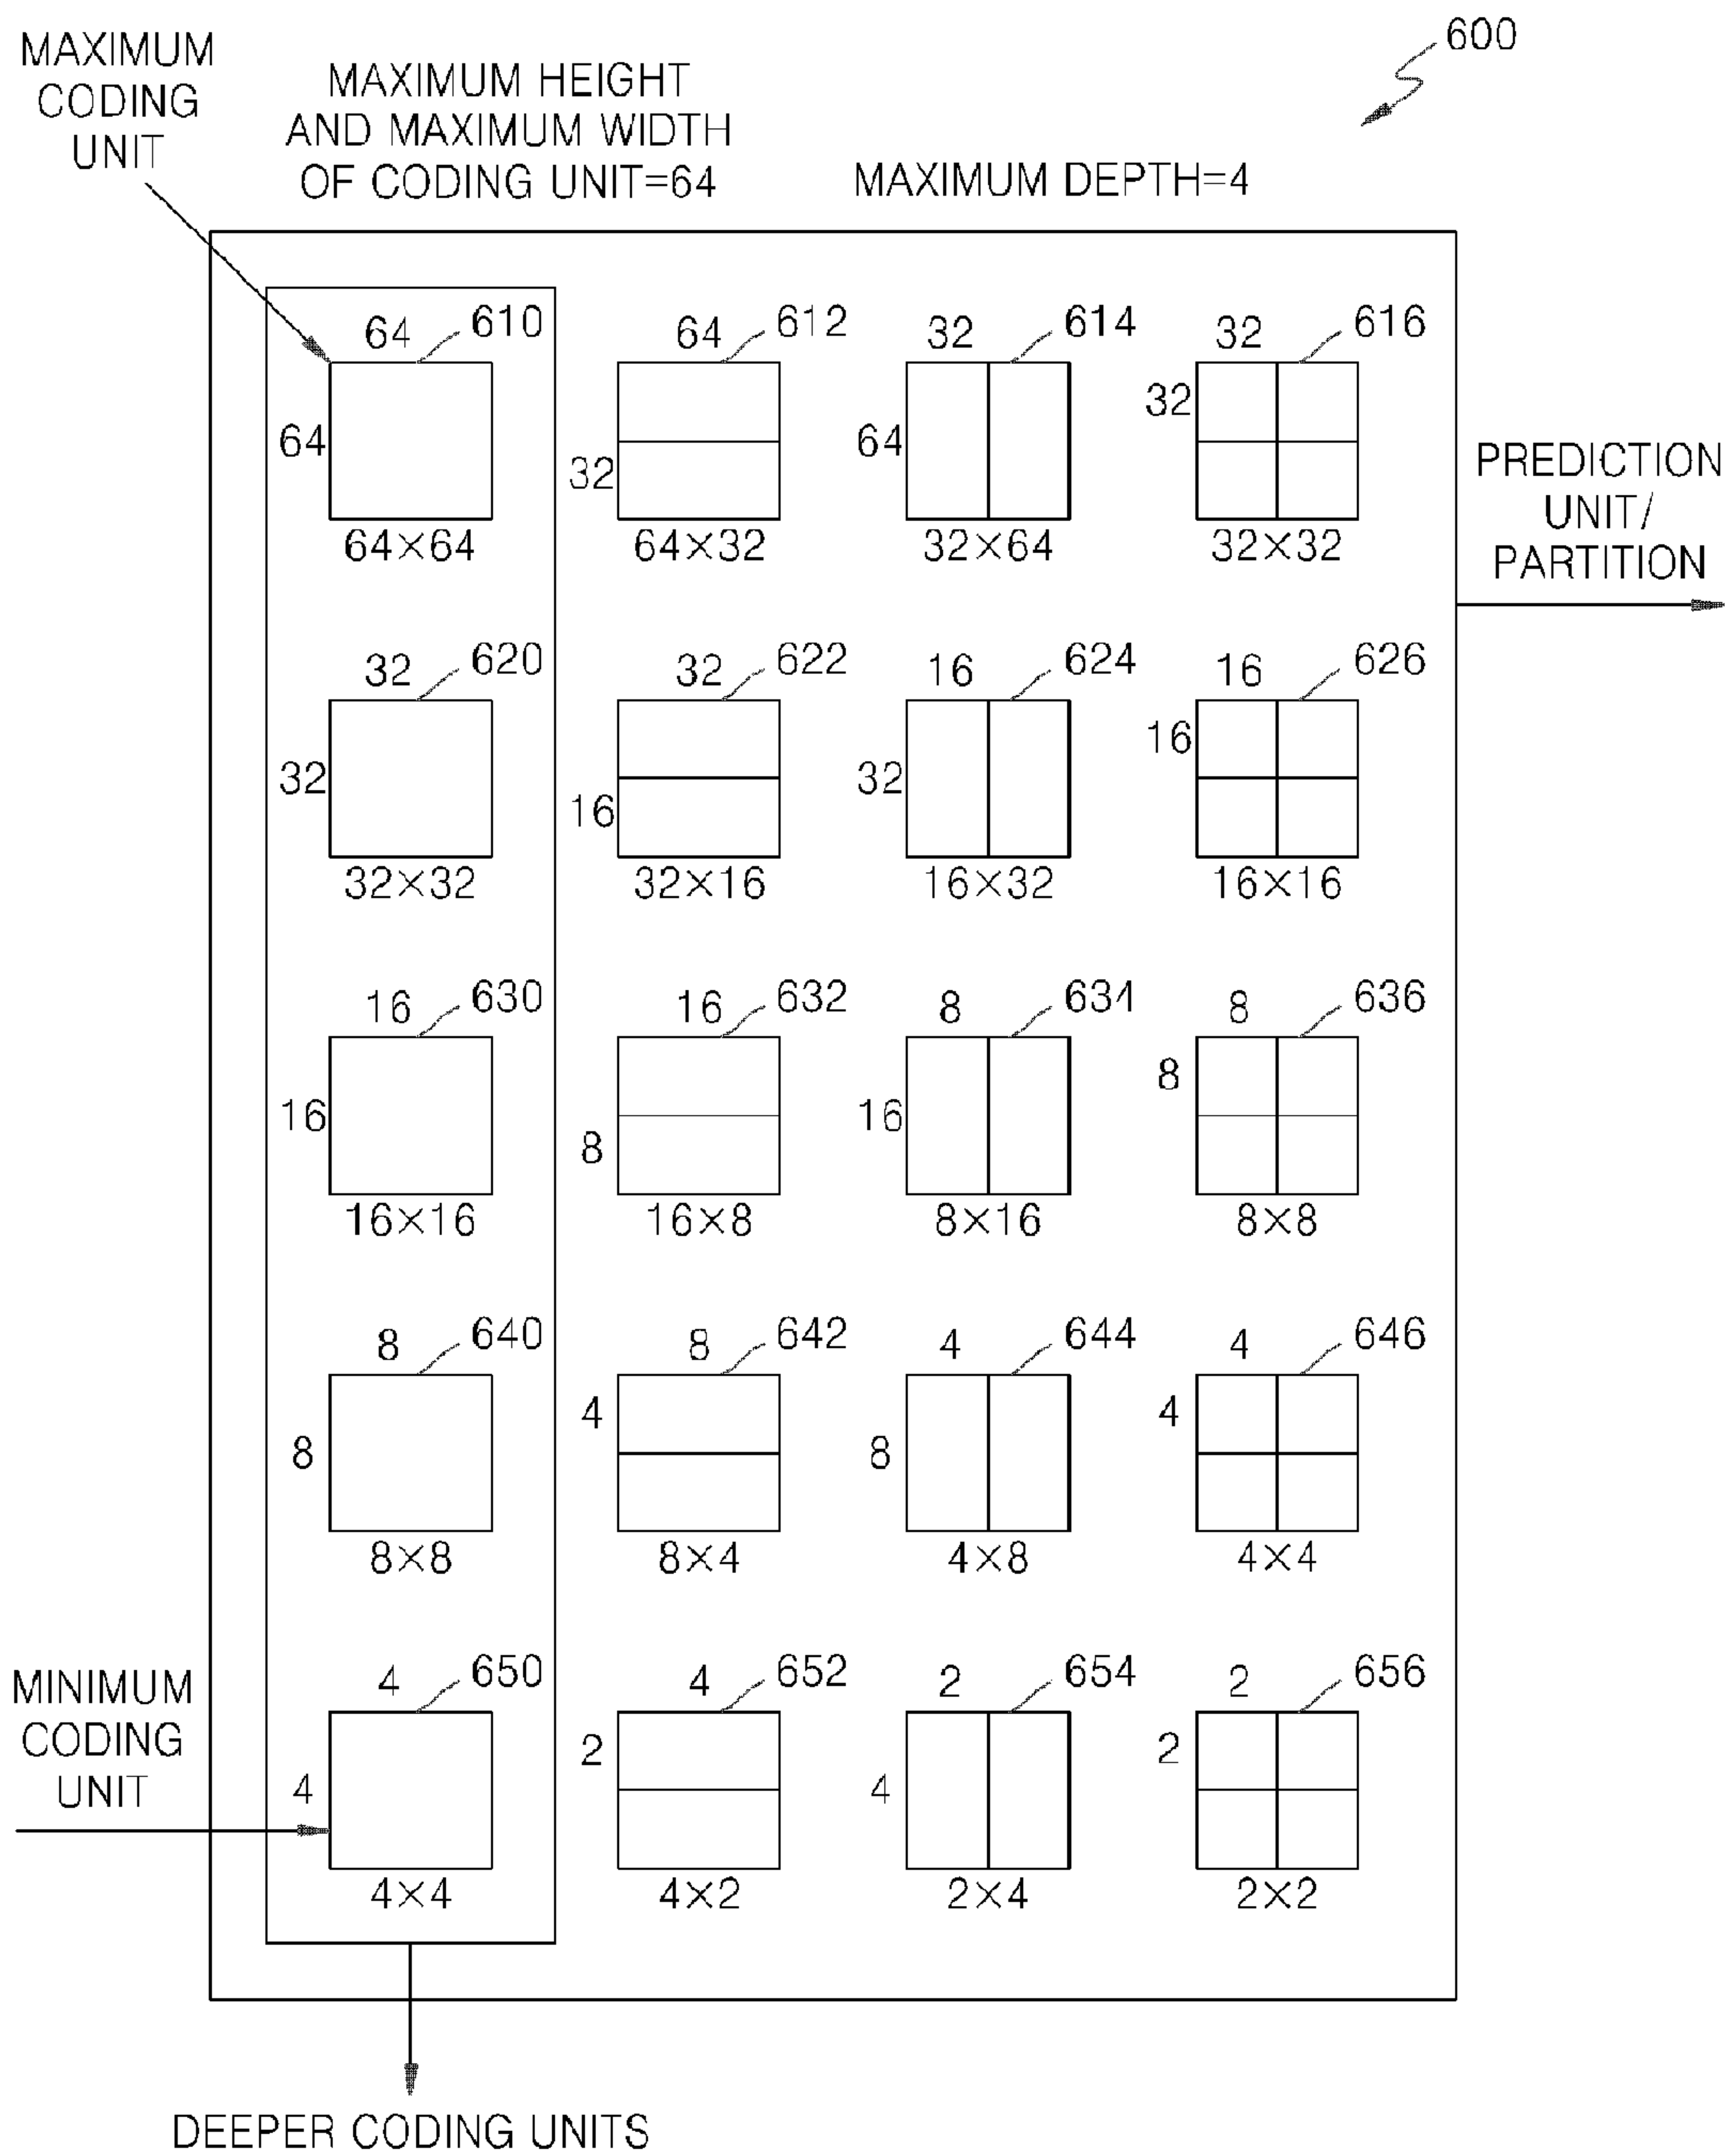 600
MAXIMUM
CODING
UNIT
MAXIMUM HEIGHT
AND MAXIMUM WIDTH
OF CODING UNIT=64
MAXIMUM DEPTH=4
64 610 64 612 32 614 32 616
64 32 64 32
64×64 64×32 32×64 32×32
PREDICTION
UNIT/
PARTITION
32 620 32 622 16 624 16 626
32 16 32 16
32×32 32×16 16×32 16×16
16 630 16 632 8 634 8 636
16 8 16 8
16×16 16×8 8×16 8×8
8 640 8 642 4 644 4 646
8 4 8 4
8×8 8×4 4×8 4×4
MINIMUM
CODING
UNIT
4 650 4 652 2 654 2 656
4 2 4 2
4×4 4×2 2×4 2×2
DEEPER CODING UNITS